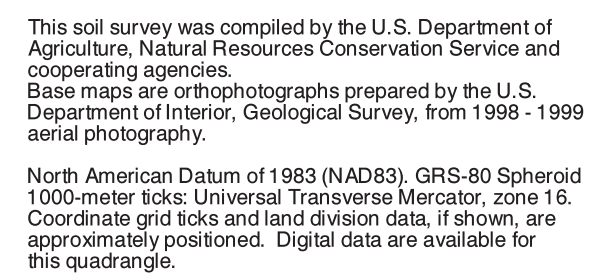 This soil survey was compiled by the U.S. Department of
Agriculture, Natural Resources Conservation Service and
cooperating agencies.
Base maps are orthophotographs prepared by the U.S.
Department of Interior, Geological Survey, from 1998 - 1999
aerial photography.

North American Datum of 1983 (NAD83). GRS-80 Spheroid
1000-meter ticks: Universal Transverse Mercator, zone 16.
Coordinate grid ticks and land division data, if shown, are
approximately positioned.  Digital data are available for
this quadrangle.